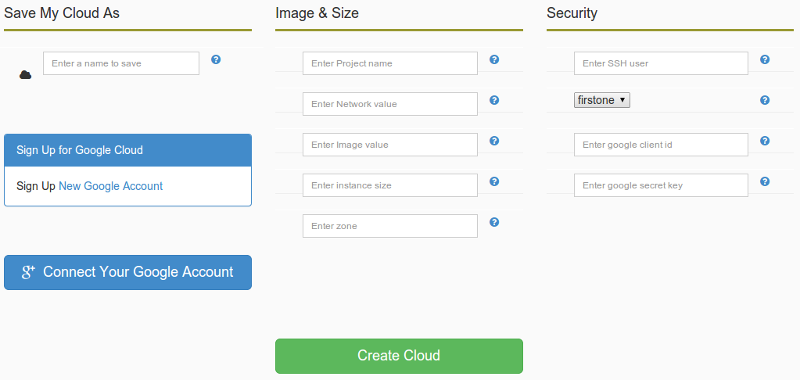 Save My Cloud As
Enter a name to save
?
Sign Up for Google Cloud
Sign Up New Google Account
g+ Connect Your Google Account
Image & Size
Enter Project name
?
Enter Network value
?
Enter Image value
?
Enter instance size
?
Enter zone
?
Create Cloud
Security
Enter SSH user
?
firstone
?
Enter google client id
?
Enter google secret key
?